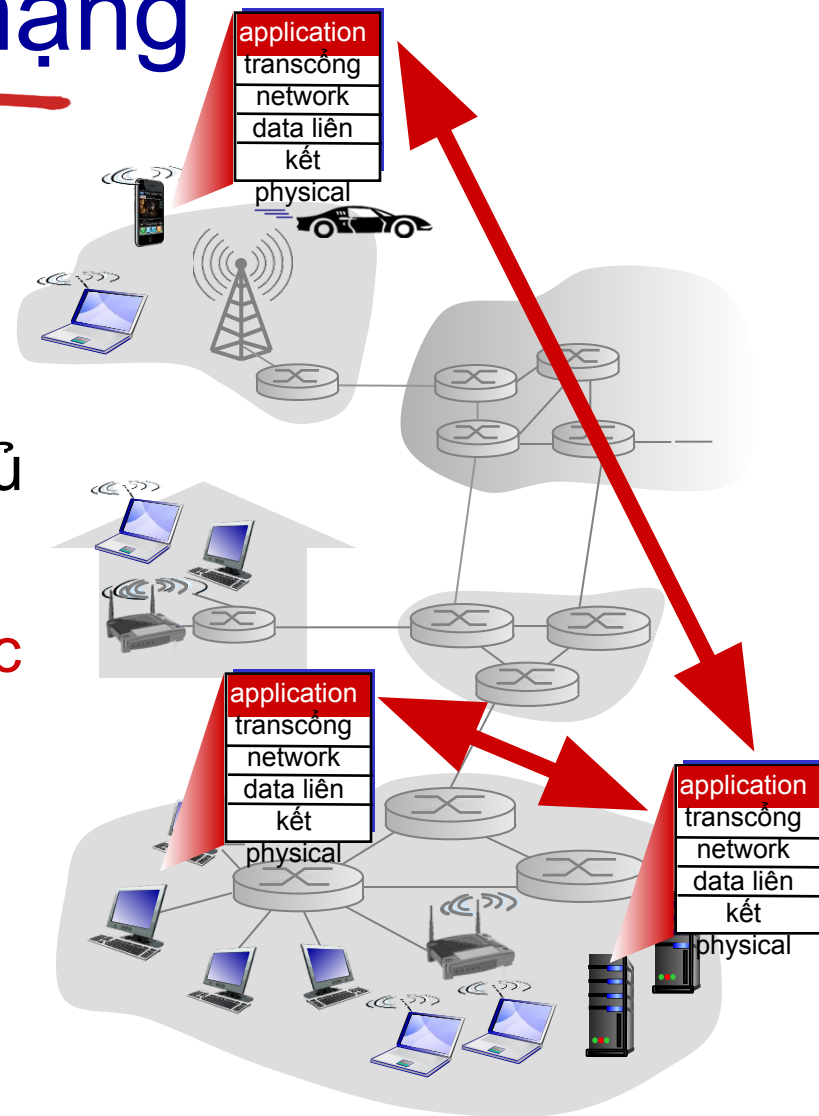 mạng
application
transcổng
network
data liên
kết
physical
ủ
c
application
transcổng
network
data liên
kết
physical
application
transcổng
network
data liên
kết
physical